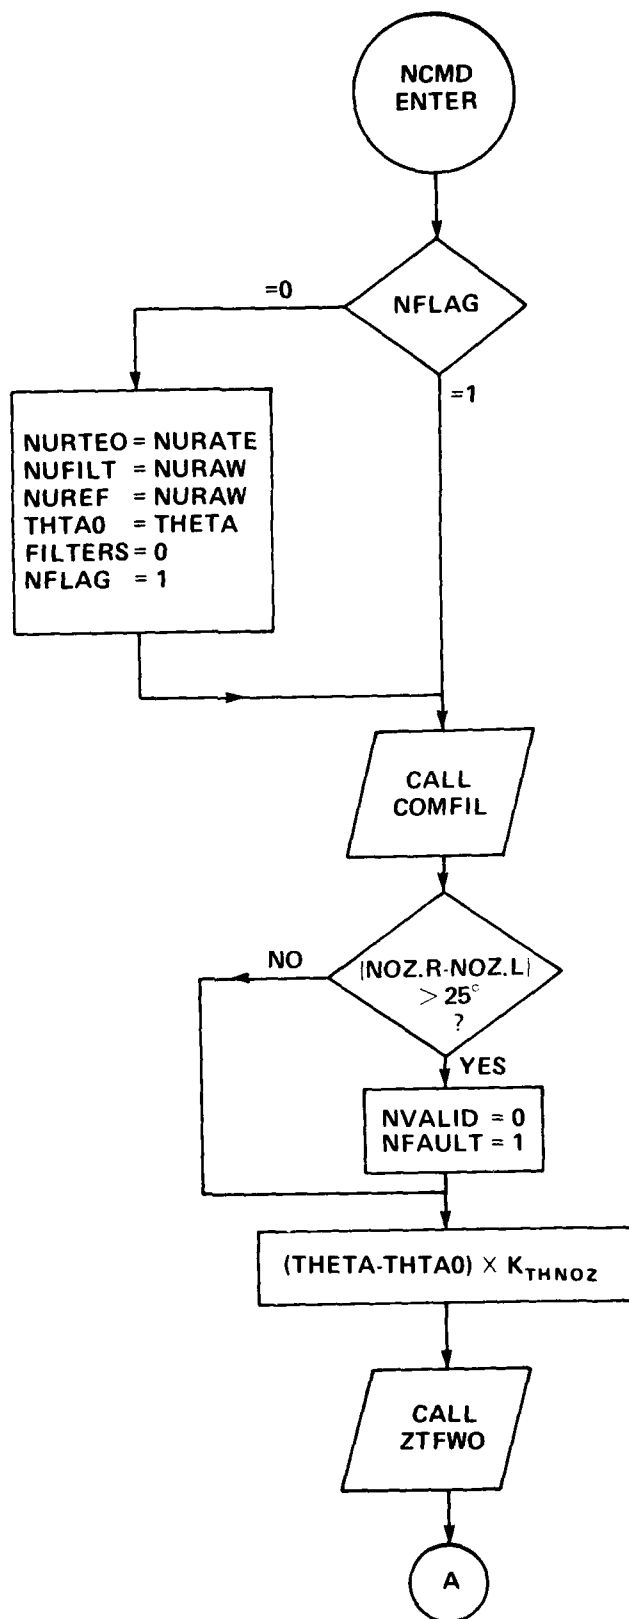 NCMD
ENTER
NFLAG
=0
=1
NURTEO = NURATE
NUFILT = NURAW
NUREF = NURAW
THTA0 = THETA
FILTERS = 0
NFLAG = 1
CALL
COMFIL
|NOZ.R-NOZ.L|
> 25°
?
NO
YES
NVALID = 0
NFAULT = 1
(THETA-THTA0) × K_THNOZ
CALL
ZTFWO
A